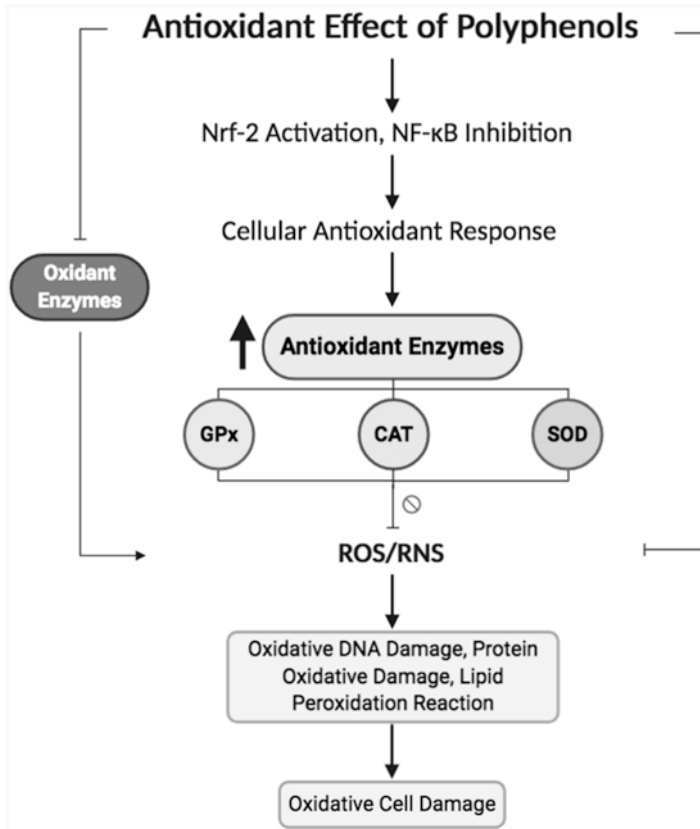 Antioxidant Effect of Polyphenols
Nrf-2 Activation, NF-κB Inhibition
Cellular Antioxidant Response
Oxidant
Enzymes
Antioxidant Enzymes
GPx
CAT
SOD
ROS/RNS
Oxidative DNA Damage, Protein
Oxidative Damage, Lipid
Peroxidation Reaction
Oxidative Cell Damage